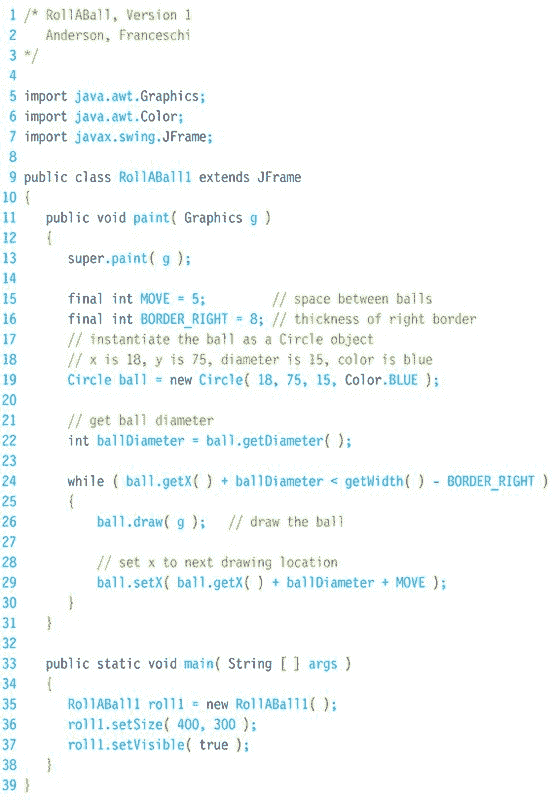 1 /* RollABall, Version 1
2    Anderson, Franceschi
3 */
4
5 import java.awt.Graphics;
6 import java.awt.Color;
7 import javax.swing.JFrame;
8
9 public class RollABall1 extends JFrame
10 {
11    public void paint( Graphics g )
12    {
13       super.paint( g );
14
15       final int MOVE = 5;         // space between balls
16       final int BORDER_RIGHT = 8; // thickness of right border
17       // instantiate the ball as a Circle object
18       // x is 18, y is 75, diameter is 15, color is blue
19       Circle ball = new Circle( 18, 75, 15, Color.BLUE );
20
21       // get ball diameter
22       int ballDiameter = ball.getDiameter( );
23
24       while ( ball.getX( ) + ballDiameter < getWidth( ) - BORDER_RIGHT )
25       {
26           ball.draw( g );   // draw the ball
27
28           // set x to next drawing location
29           ball.setX( ball.getX( ) + ballDiameter + MOVE );
30       }
31    }
32
33    public static void main( String [ ] args )
34    {
35       RollABall1 roll1 = new RollABall1( );
36       roll1.setSize( 400, 300 );
37       roll1.setVisible( true );
38    }
39 }